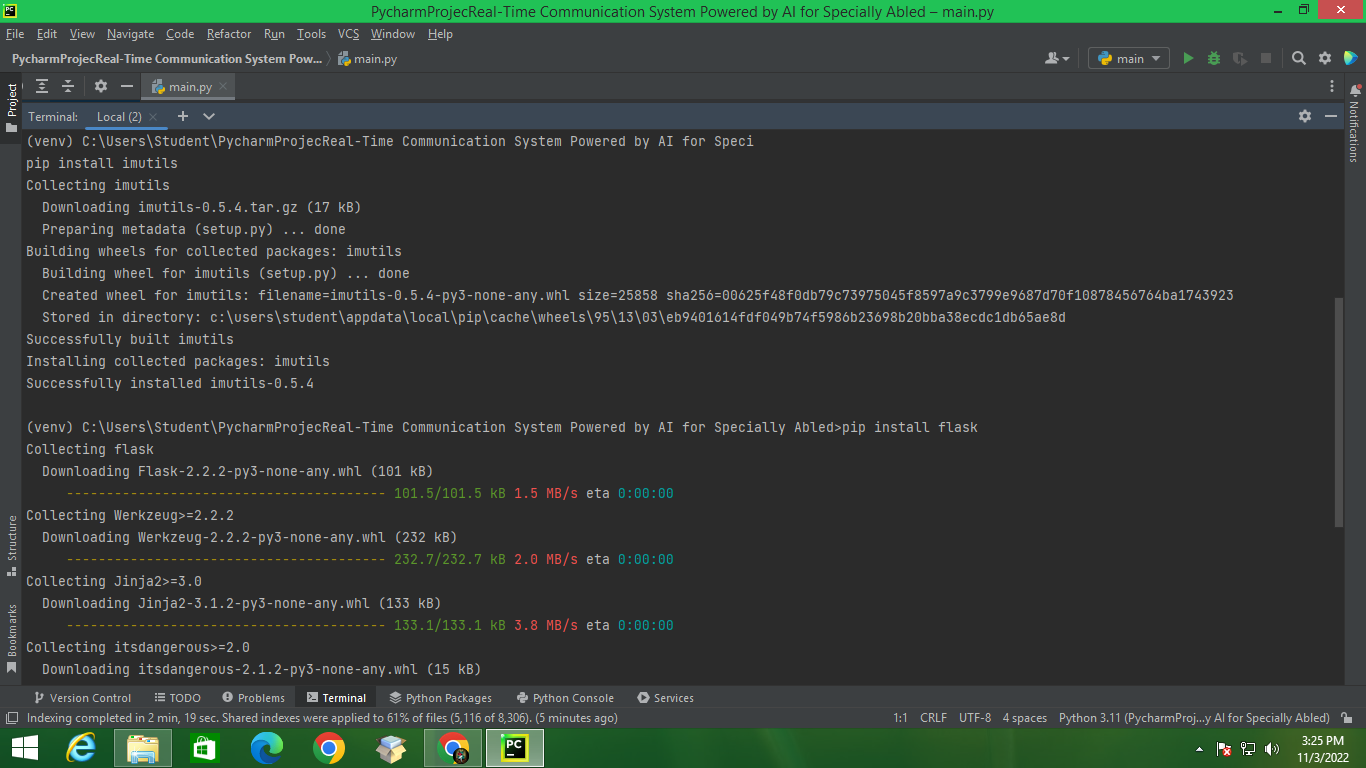 PycharmProjecReal-Time Communication System Powered by AI for Specially Abled – main.py
File Edit View Navigate Code Refactor Run Tools VCS Window Help
PycharmProjecReal-Time Communication System Pow... main.py
main
Project
main.py
Notifications
Terminal: Local (2)
(venv) C:\Users\Student\PycharmProjecReal-Time Communication System Powered by AI for Speci
pip install imutils
Collecting imutils
Downloading imutils-0.5.4.tar.gz (17 kB)
Preparing metadata (setup.py) ... done
Building wheels for collected packages: imutils
Building wheel for imutils (setup.py) ... done
Created wheel for imutils: filename=imutils-0.5.4-py3-none-any.whl size=25858 sha256=00625f48f0db79c73975045f8597a9c3799e9687d70f10878456764ba1743923
Stored in directory: c:\users\student\appdata\local\pip\cache\wheels\95\13\03\eb9401614fdf049b74f5986b23698b20bba38ecdc1db65ae8d
Successfully built imutils
Installing collected packages: imutils
Successfully installed imutils-0.5.4
(venv) C:\Users\Student\PycharmProjecReal-Time Communication System Powered by AI for Specially Abled>pip install flask
Collecting flask
Downloading Flask-2.2.2-py3-none-any.whl (101 kB)
---------------------------------------- 101.5/101.5 kB 1.5 MB/s eta 0:00:00
Collecting Werkzeug>=2.2.2
Downloading Werkzeug-2.2.2-py3-none-any.whl (232 kB)
---------------------------------------- 232.7/232.7 kB 2.0 MB/s eta 0:00:00
Collecting Jinja2>=3.0
Downloading Jinja2-3.1.2-py3-none-any.whl (133 kB)
---------------------------------------- 133.1/133.1 kB 3.8 MB/s eta 0:00:00
Collecting itsdangerous>=2.0
Downloading itsdangerous-2.1.2-py3-none-any.whl (15 kB)
Structure
Bookmarks
Version Control TODO Problems Terminal Python Packages Python Console Services
Indexing completed in 2 min, 19 sec. Shared indexes were applied to 61% of files (5,116 of 8,306). (5 minutes ago) 1:1 CRLF UTF-8 4 spaces Python 3.11 (PycharmProj...y AI for Specially Abled)
PC
3:25 PM
11/3/2022